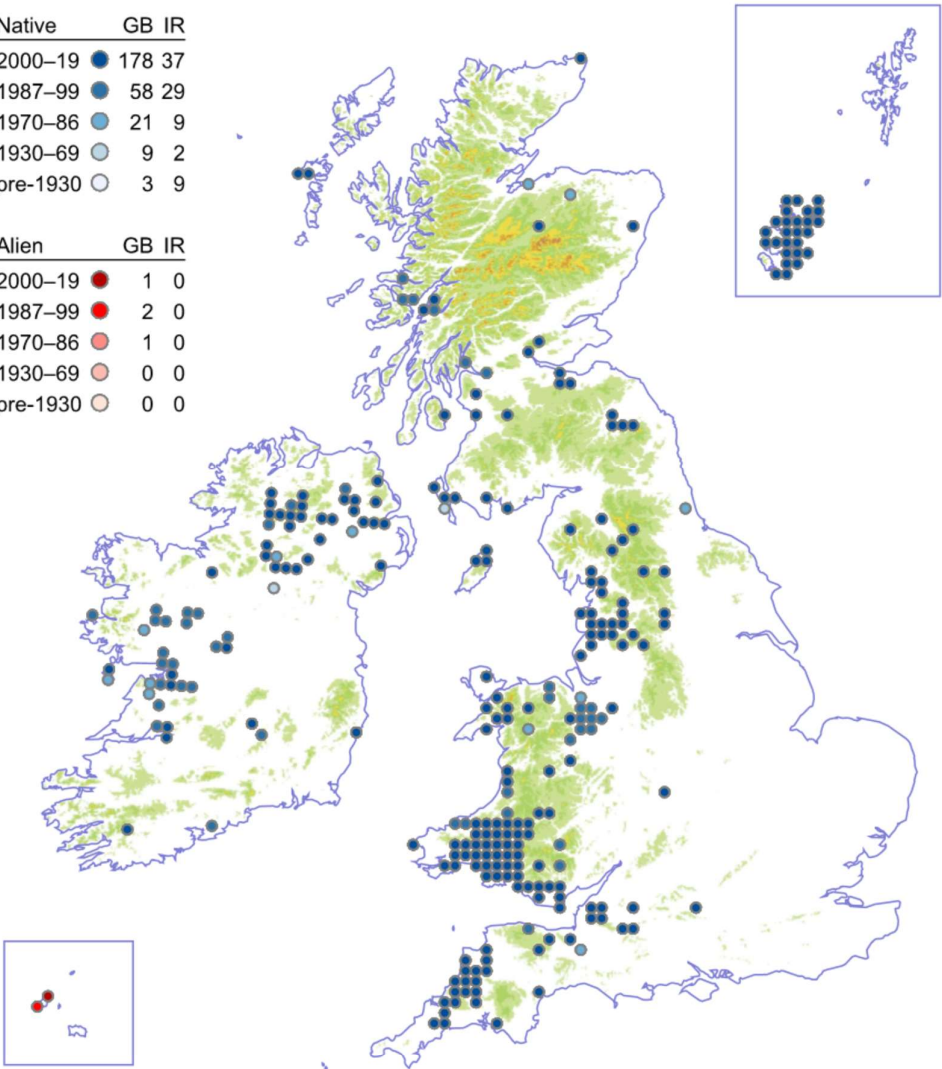 Native GB IR
2000–19 178 37
1987–99 58 29
1970–86 21 9
1930–69 9 2
ore-1930 3 9
Alien GB IR
2000–19 1 0
1987–99 2 0
1970–86 1 0
1930–69 0 0
ore-1930 0 0